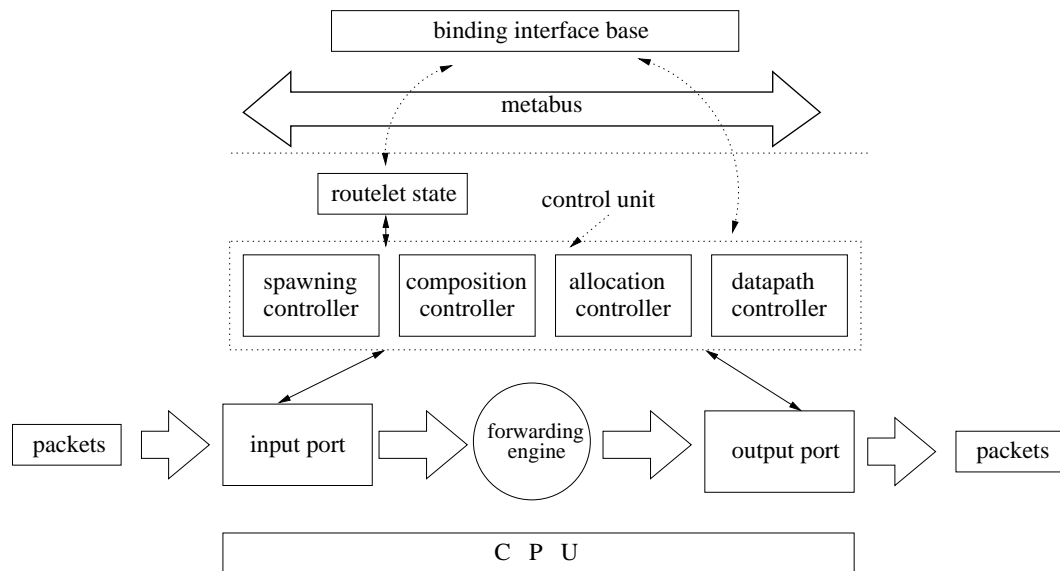 binding interface base
metabus
routelet state
control unit
spawning
controller
composition
controller
allocation
controller
datapath
controller
packets
input port
forwarding
engine
output port
packets
C P U